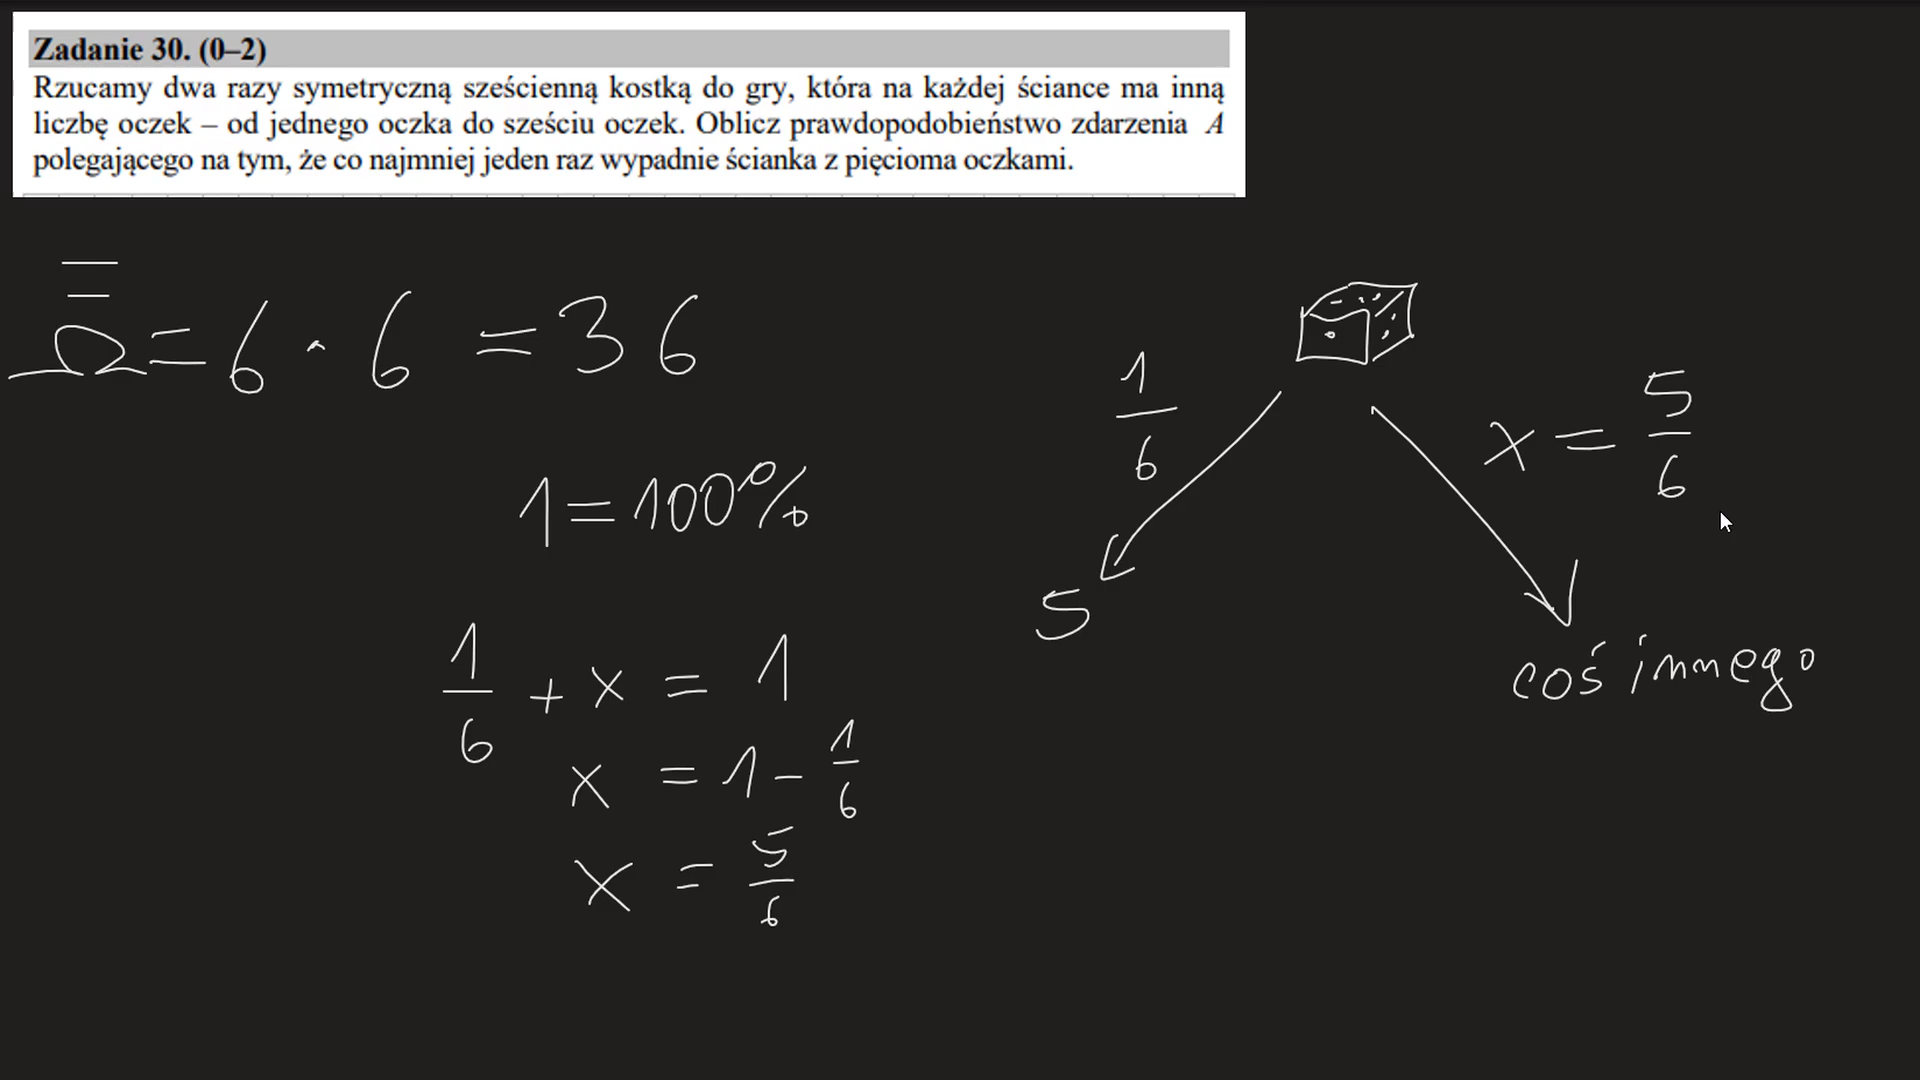 Zadanie 30. (0–2)
Rzucamy dwa razy symetryczną sześcienną kostką do gry, która na każdej ściance ma inną
liczbę oczek – od jednego oczka do sześciu oczek. Oblicz prawdopodobieństwo zdarzenia A
polegającego na tym, że co najmniej jeden raz wypadnie ścianka z pięcioma oczkami.
Ω = 6 · 6 = 36
1 = 100%
1/6 + x = 1
x = 1 - 1/6
x = 5/6
1/6
x = 5/6
5
coś innego